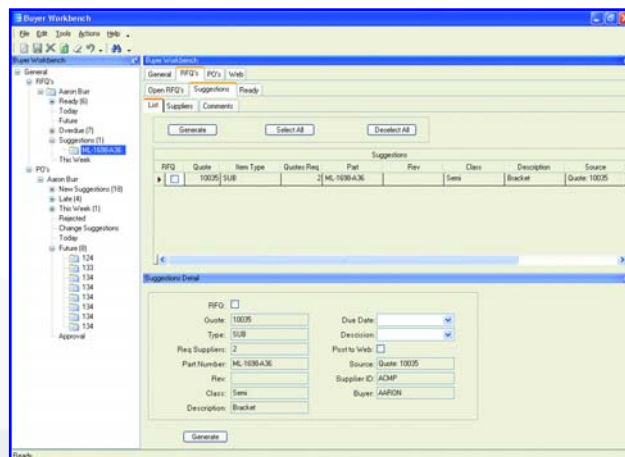 Buyer Workbench
File Edit Tools Actions Help
Buyer Workbench
General
RFQ's
Aaron Burr
Ready (6)
Today
Future
Overdue (7)
Suggestions (1)
ML-1698-A36
This Week
PO's
Aaron Burr
New Suggestions (18)
Late (4)
This Week (1)
Rejected
Change Suggestions
Today
Future (8)
124
133
134
134
134
134
134
134
Approval
Buyer Workbench
General RFQ's PO's Web
Open RFQ's Suggestions Ready
List Suppliers Comments
Generate Select All Deselect All
Suggestions
RFQ Quote Item Type Quotes Req Part Rev Class Description Source
10035 SUB 2 ML-1698-A36 Semi Bracket Quote: 10035
Suggestions Detail
RFQ:
Quote: 10035 Due Date:
Type: SUB Descision:
Req Suppliers: 2 Post to Web:
Part Number: ML-1698-A36 Source: Quote: 10035
Rev: Supplier ID: ACMP
Class: Semi Buyer: AARON
Description: Bracket
Generate
Ready